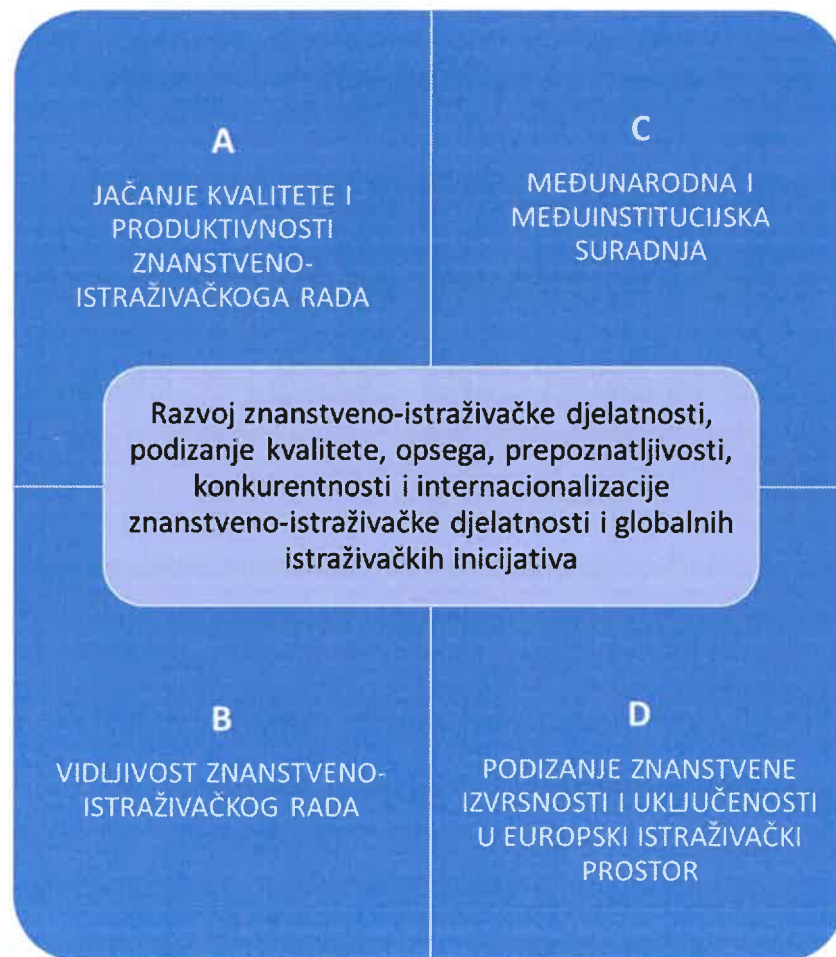 A
JAČANJE KVALITETE I
PRODUKTIVNOSTI
ZNANSTVENO-
ISTRAŽIVAČKOGA RADA
C
MEĐUNARODNA I
MEĐUINSTITUCIJSKA
SURADNJA
Razvoj znanstveno-istraživačke djelatnosti,
podizanje kvalitete, opsega, prepoznatljivosti,
konkurentnosti i internacionalizacije
znanstveno-istraživačke djelatnosti i globalnih
istraživačkih inicijativa
B
VIDLJIVOST ZNANSTVENO-
ISTRAŽIVAČKOG RADA
D
PODIZANJE ZNANSTVENE
IZVRSNOSTI I UKLJUČENOSTI
U EUROPSKI ISTRAŽIVAČKI
PROSTOR